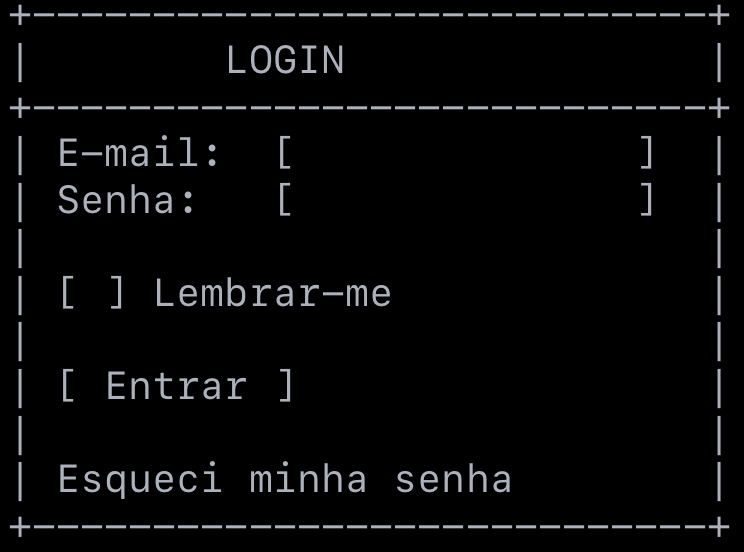 +-----------------------------+
|        LOGIN                |
+-----------------------------+
| E-mail:  [              ]  |
| Senha:   [              ]  |
|                             |
| [ ] Lembrar-me              |
|                             |
| [ Entrar ]                  |
|                             |
| Esqueci minha senha         |
+-----------------------------+